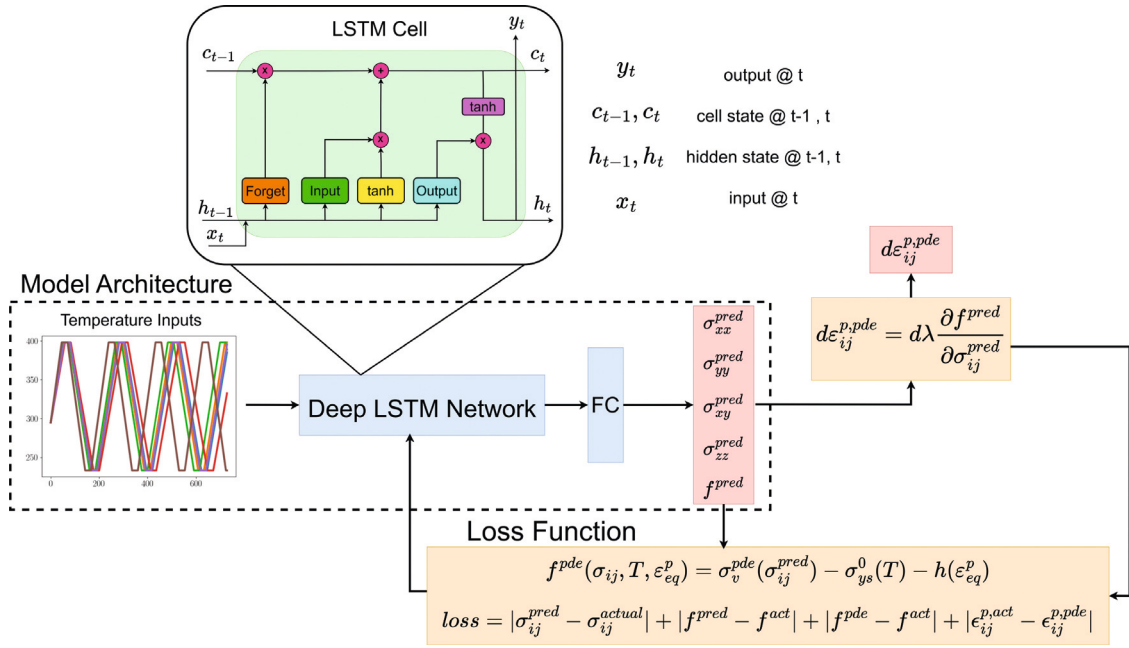 LSTM Cell
y_t
c_{t-1}
c_t
x
+
tanh
x
x
Forget
Input
tanh
Output
h_{t-1}
h_t
x_t
y_t output @ t
c_{t-1}, c_t cell state @ t-1 , t
h_{t-1}, h_t hidden state @ t-1, t
x_t input @ t
Model Architecture
Temperature Inputs
400
350
300
250
0 200 400 600
Deep LSTM Network
FC
σ_{xx}^{pred}
σ_{yy}^{pred}
σ_{xy}^{pred}
σ_{zz}^{pred}
f^{pred}
dε_{ij}^{p,pde}
dε_{ij}^{p,pde} = dλ ∂f^{pred} / ∂σ_{ij}^{pred}
Loss Function
f^{pde}(σ_{ij}, T, ε_{eq}^{p}) = σ_v^{pde}(σ_{ij}^{pred}) − σ_{ys}^{0}(T) − h(ε_{eq}^{p})
loss = |σ_{ij}^{pred} − σ_{ij}^{actual}| + |f^{pred} − f^{act}| + |f^{pde} − f^{act}| + |ϵ_{ij}^{p,act} − ϵ_{ij}^{p,pde}|